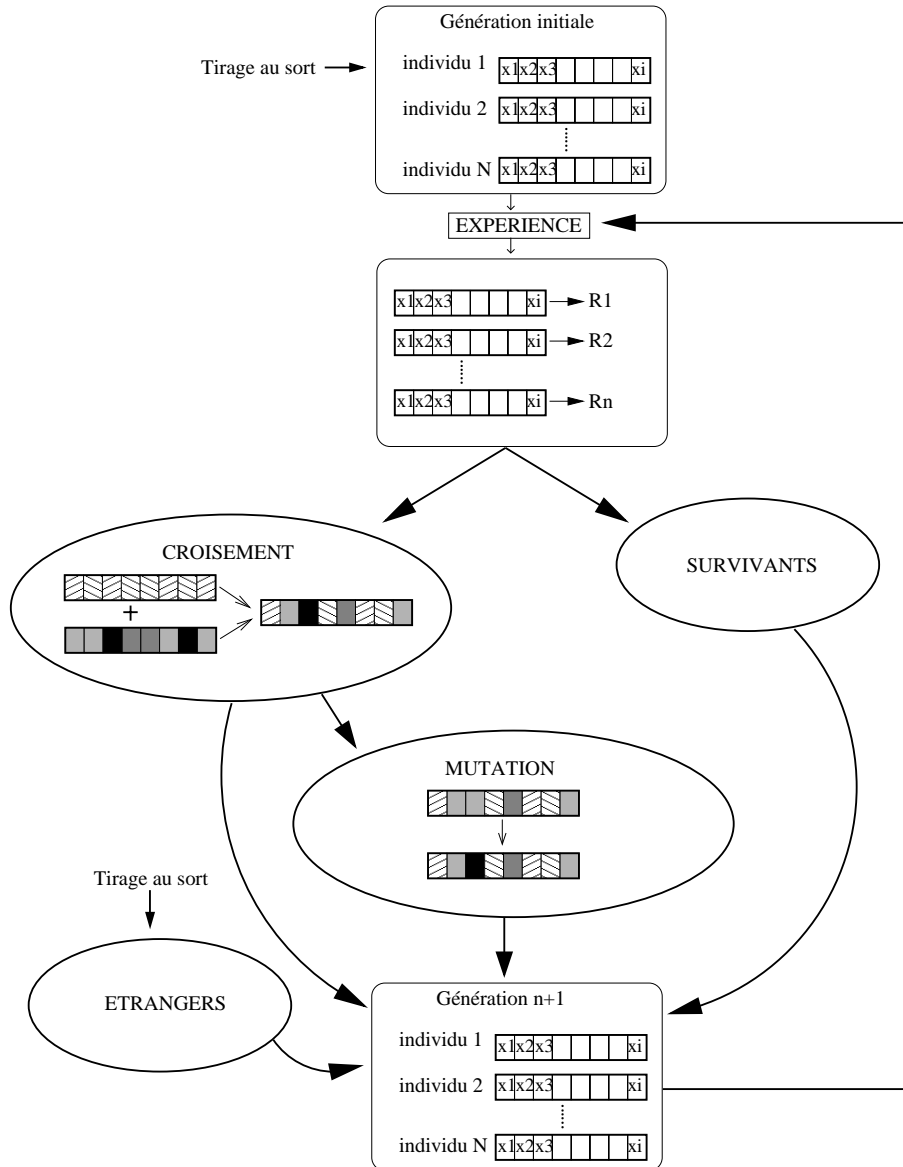 Génération initiale
Tirage au sort
individu 1 x1 x2 x3 xi
individu 2 x1 x2 x3 xi
individu N x1 x2 x3 xi
EXPERIENCE
x1 x2 x3 xi R1
x1 x2 x3 xi R2
x1 x2 x3 xi Rn
CROISEMENT
+
SURVIVANTS
MUTATION
Tirage au sort
ETRANGERS
Génération n+1
individu 1 x1 x2 x3 xi
individu 2 x1 x2 x3 xi
individu N x1 x2 x3 xi